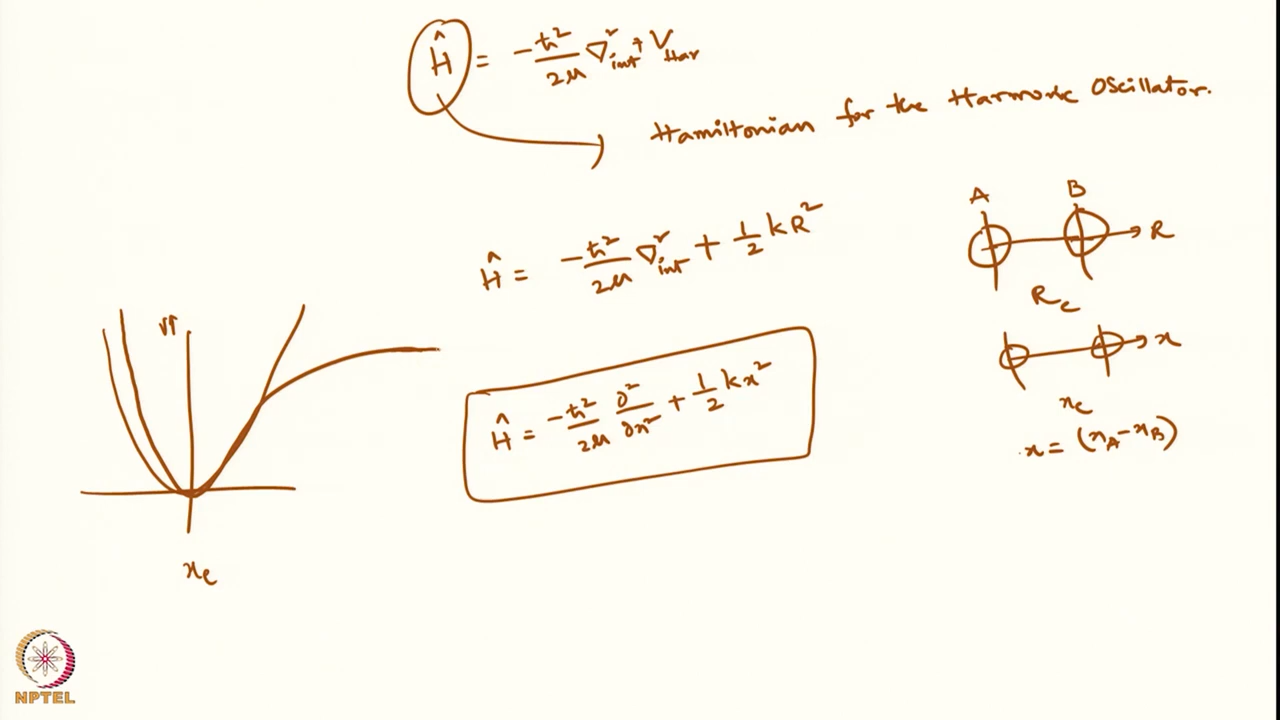 Ĥ = -ħ²/2μ ∇²int + VHar
Hamiltonian for the Harmonic Oscillator.
A B
Ĥ = -ħ²/2μ ∇²int + 1/2 kR²
R
Re
V↑
x
Ĥ = -ħ²/2μ ∂²/∂x² + 1/2 kx²
xe
x = (xA - xB)
xe
NPTEL